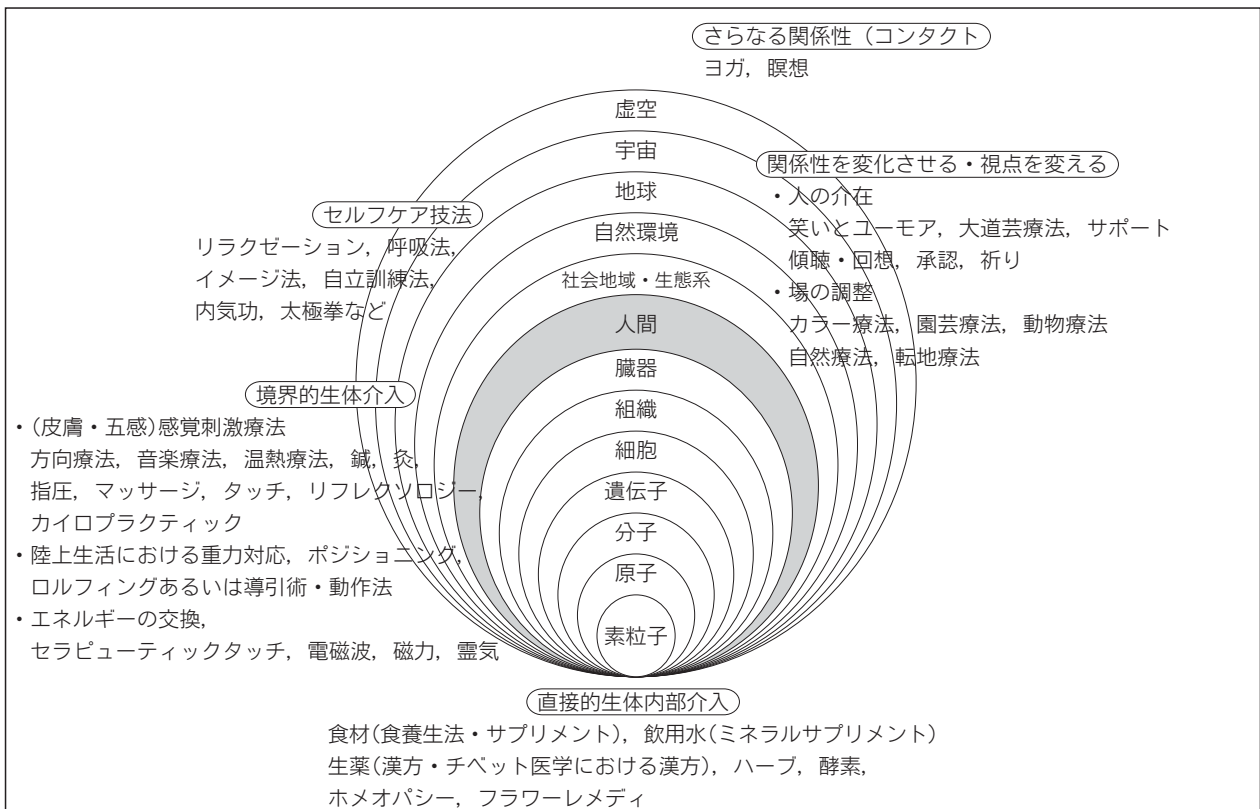 さらなる関係性（コンタクト
ヨガ，瞑想
虚空
宇宙
地球
自然環境
社会地域・生態系
人間
臓器
組織
細胞
遺伝子
分子
原子
素粒子
関係性を変化させる・視点を変える
・人の介在
笑いとユーモア，大道芸療法，サポート
傾聴・回想，承認，祈り
・場の調整
カラー療法，園芸療法，動物療法
自然療法，転地療法
セルフケア技法
リラクゼーション，呼吸法，
イメージ法，自立訓練法，
内気功，太極拳など
境界的生体介入
・(皮膚・五感)感覚刺激療法
方向療法，音楽療法，温熱療法，鍼，灸，
指圧，マッサージ，タッチ，リフレクソロジー，
カイロプラクティック
・陸上生活における重力対応，ポジショニング，
ロルフィングあるいは導引術・動作法
・エネルギーの交換，
セラピューティックタッチ，電磁波，磁力，霊気
直接的生体内部介入
食材(食養生法・サプリメント)，飲用水(ミネラルサプリメント)
生薬(漢方・チベット医学における漢方)，ハーブ，酵素，
ホメオパシー，フラワーレメディ